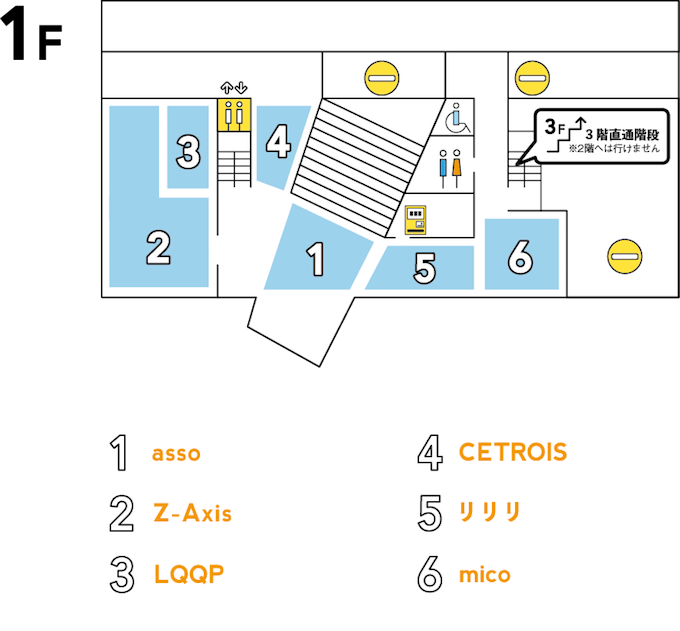 1F
3
4
3F 3階直通階段
※2階へは行けません
2
1
5
6
1 asso
4 CETROIS
2 Z-Axis
5 リリリ
3 LQQP
6 mico